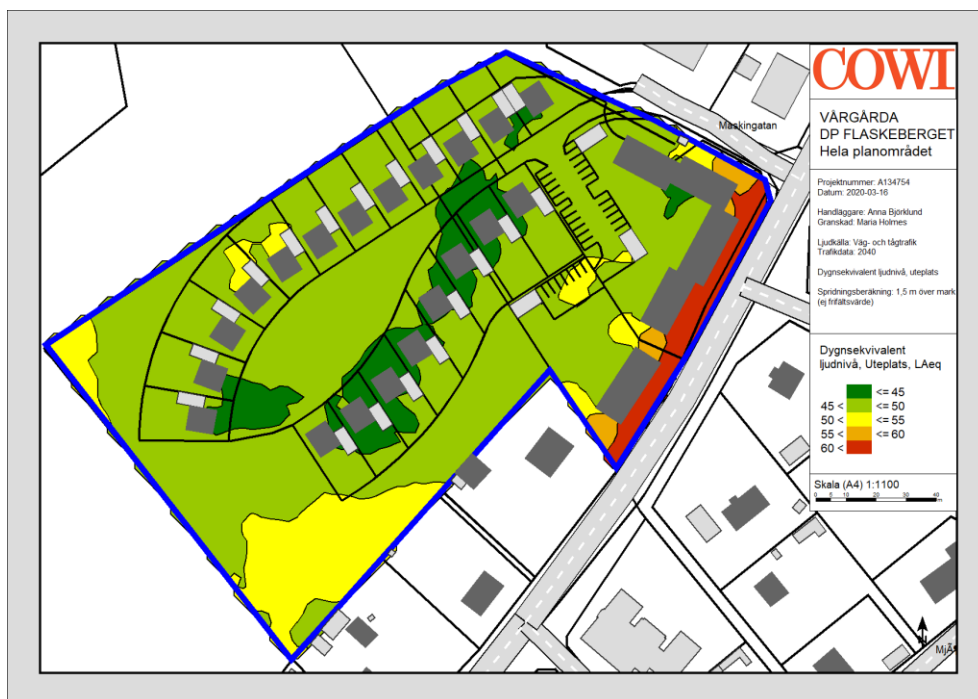 COWI
VÅRGÅRDA
DP FLASKEBERGET
Hela planområdet
Projektnummer: A134754
Datum: 2020-03-16
Handläggare: Anna Björklund
Granskad: Maria Holmes
Ljudkälla: Väg- och tågtrafik
Trafikdata: 2040
Dygnsekvivalent ljudnivå, uteplats
Spridningsberäkning: 1,5 m över mark
(ej frifältsvärde)
Dygnsekvivalent
ljudnivå, Uteplats, LAeq
<= 45
45 < <= 50
50 < <= 55
55 < <= 60
60 <
Skala (A4) 1:1100
0 5 10 20 30 40
m
Maskingatan